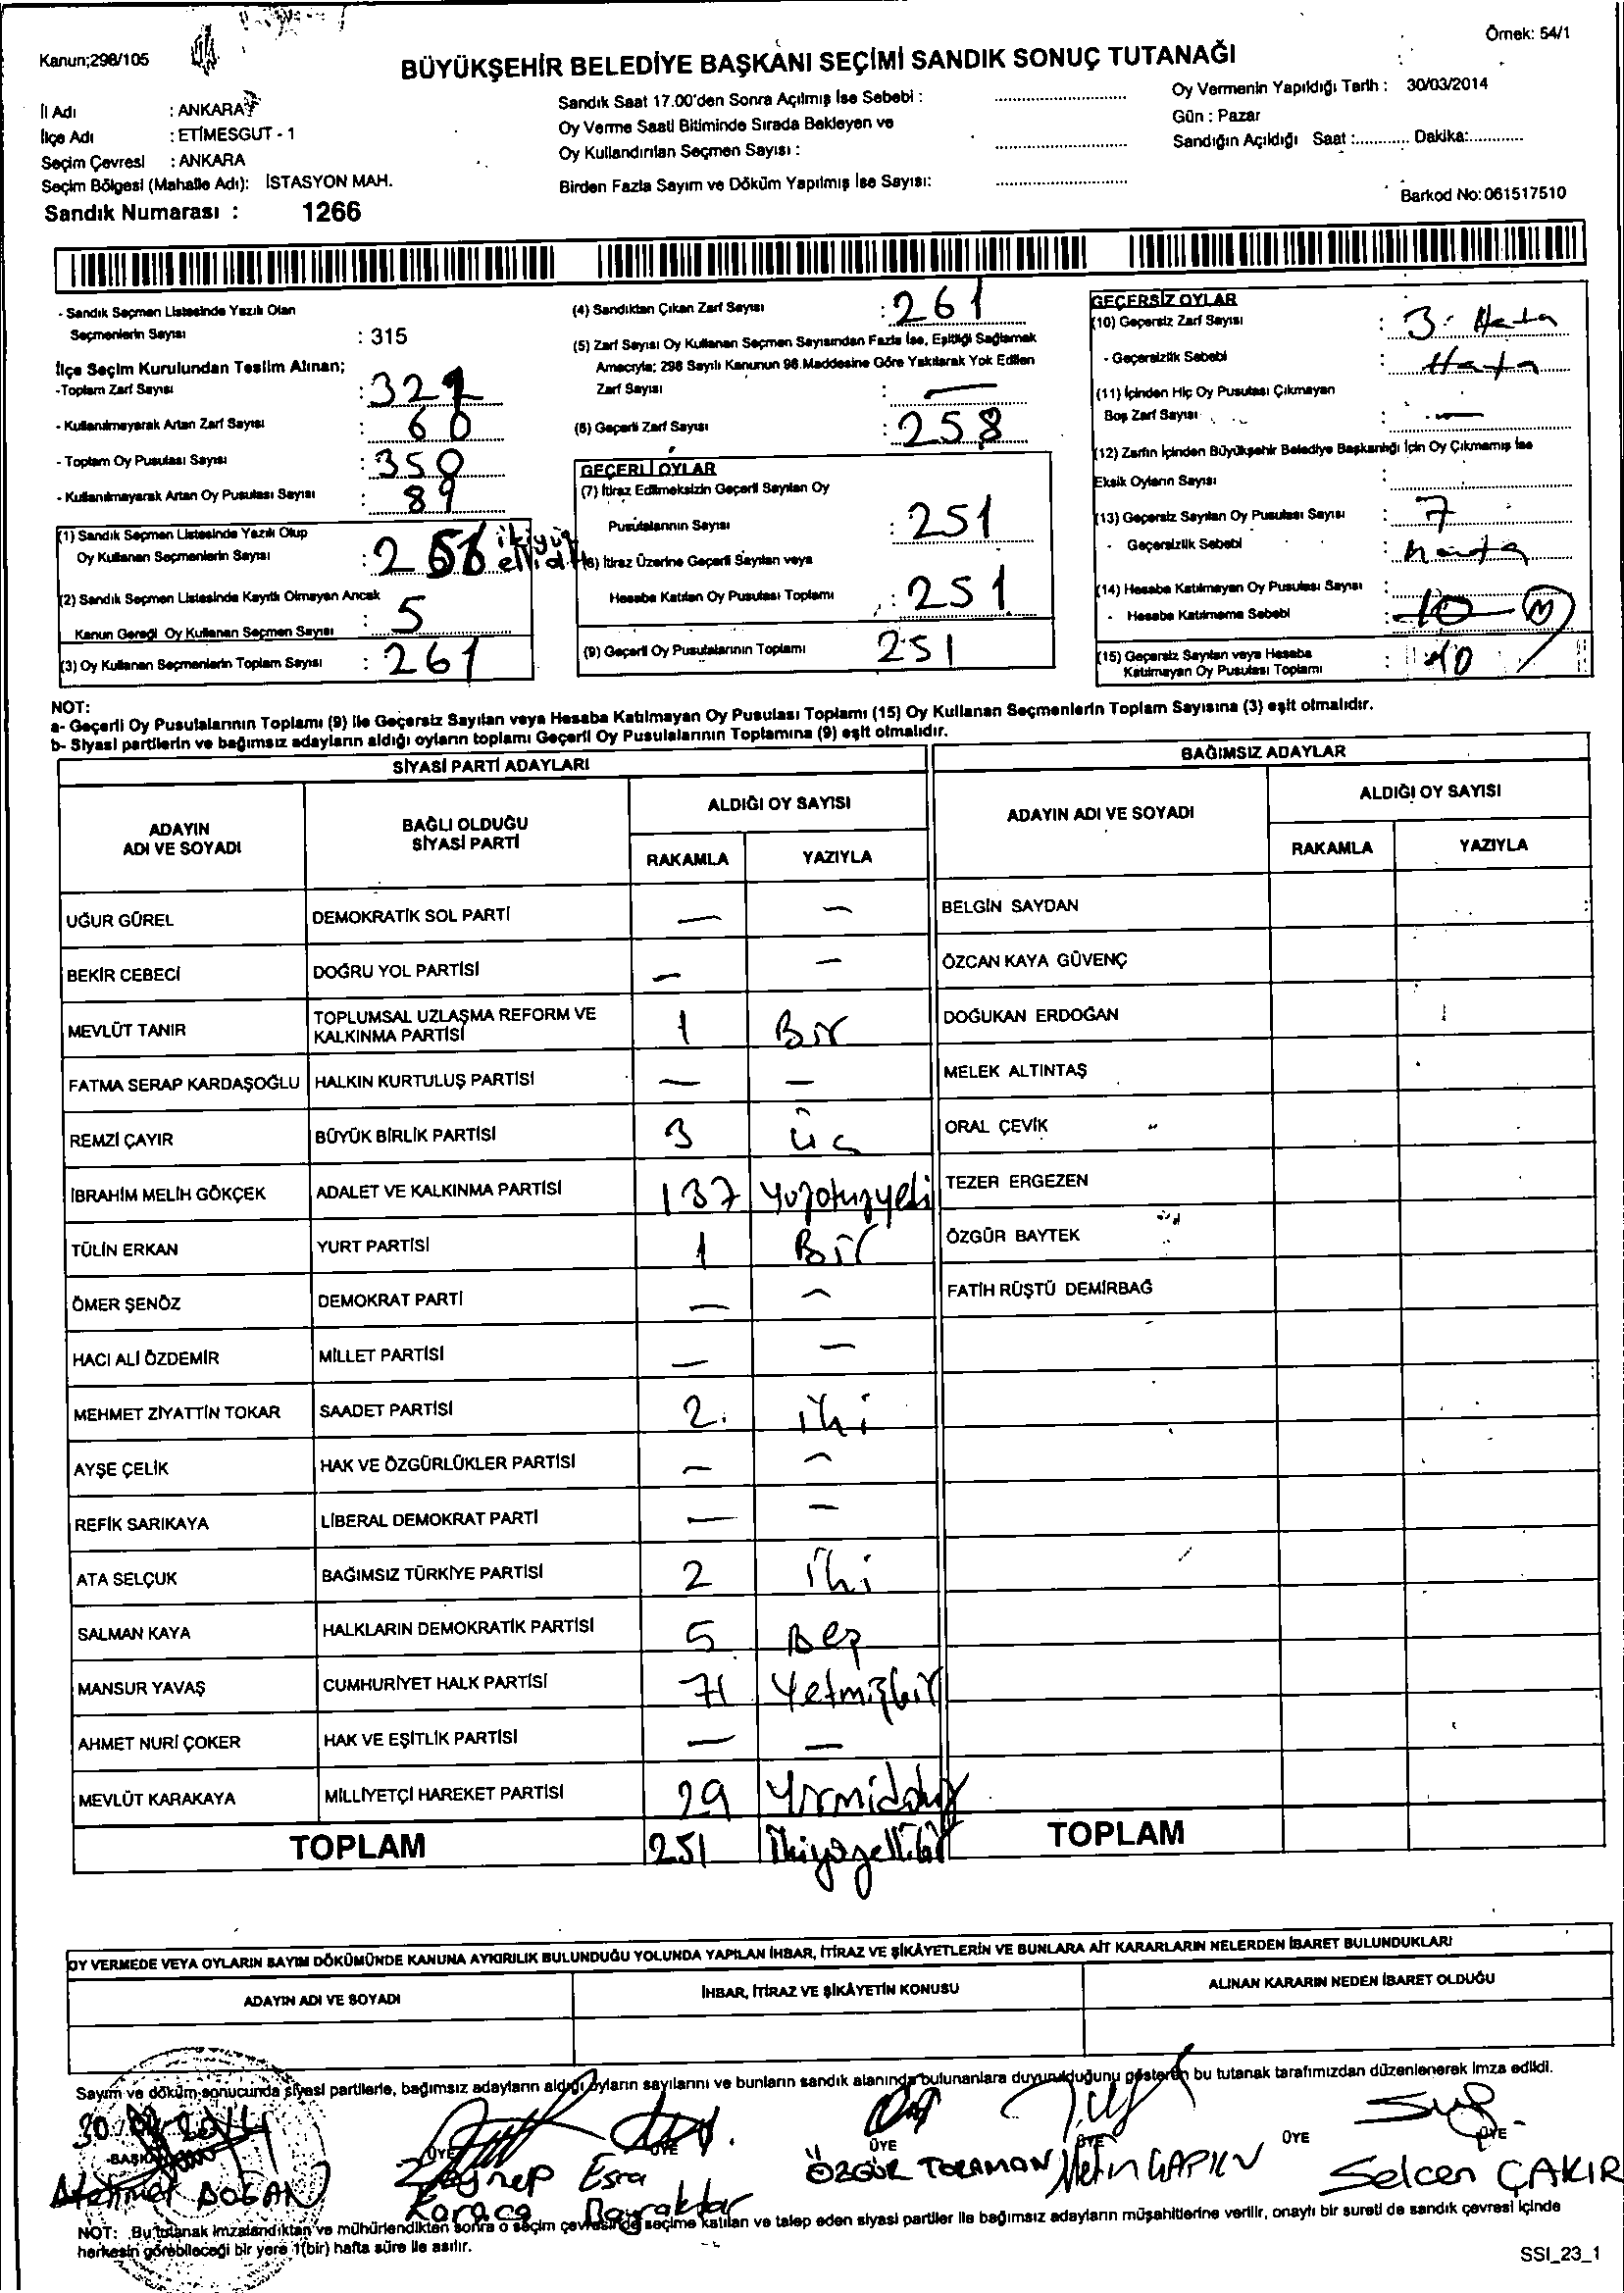 Kanun;298/105
Örnek: 54/1
BÜYÜKŞEHİR BELEDİYE BAŞKANI SEÇİMİ SANDIK SONUÇ TUTANAĞI
İl Adı : ANKARA
İlçe Adı : ETİMESGUT - 1
Seçim Çevresi : ANKARA
Seçim Bölgesi (Mahalle Adı): İSTASYON MAH.
Sandık Numarası : 1266
Sandık Saat 17.00'den Sonra Açılmış İse Sebebi : ................
Oy Verme Saati Bitiminde Sırada Bekleyen ve
Oy Kullandırılan Seçmen Sayısı : ................
Birden Fazla Sayım ve Döküm Yapılmış İse Sayısı: ................
Oy Vermenin Yapıldığı Tarih : 30/03/2014
Gün : Pazar
Sandığın Açıldığı Saat :............ Dakika:............
Barkod No: 061517510
- Sandık Seçmen Listesinde Yazılı Olan
Seçmenlerin Sayısı : 315
İlçe Seçim Kurulundan Teslim Alınan;
-Toplam Zarf Sayısı : 321
- Kullanılmayarak Artan Zarf Sayısı : 60
- Toplam Oy Pusulası Sayısı : 350
- Kullanılmayarak Artan Oy Pusulası Sayısı : 89
(1) Sandık Seçmen Listesinde Yazılı Olup
Oy Kullanan Seçmenlerin Sayısı : 256 ikiyüz elli altı
(2) Sandık Seçmen Listesinde Kayıtlı Olmayan Ancak
Kanun Gereği Oy Kullanan Seçmen Sayısı : 5
(3) Oy Kullanan Seçmenlerin Toplam Sayısı : 261
(4) Sandıktan Çıkan Zarf Sayısı : 261
(5) Zarf Sayısı Oy Kullanan Seçmen Sayısından Fazla İse, Eşitliği Sağlamak
Amacıyla; 298 Sayılı Kanunun 98.Maddesine Göre Yakılarak Yok Edilen
Zarf Sayısı : —
(6) Geçerli Zarf Sayısı : 258
GEÇERLİ OYLAR
(7) İtiraz Edilmeksizin Geçerli Sayılan Oy
Pusulalarının Sayısı : 251
(8) İtiraz Üzerine Geçerli Sayılan veya
Hesaba Katılan Oy Pusulası Toplamı : 251
(9) Geçerli Oy Pusulalarının Toplamı 251
GEÇERSİZ OYLAR
(10) Geçersiz Zarf Sayısı : 3 Hata
- Geçersizlik Sebebi : Hata
(11) İçinden Hiç Oy Pusulası Çıkmayan
Boş Zarf Sayısı : —
(12) Zarfın İçinden Büyükşehir Belediye Başkanlığı İçin Oy Çıkmamış İse
Eksik Oyların Sayısı :
(13) Geçersiz Sayılan Oy Pusulası Sayısı : 7
- Geçersizlik Sebebi : Hata
(14) Hesaba Katılmayan Oy Pusulası Sayısı :
- Hesaba Katılmama Sebebi : 10
(15) Geçersiz Sayılan veya Hesaba
Katılmayan Oy Pusulası Toplamı : 10
NOT:
a- Geçerli Oy Pusulalarının Toplamı (9) ile Geçersiz Sayılan veya Hesaba Katılmayan Oy Pusulası Toplamı (15) Oy Kullanan Seçmenlerin Toplam Sayısına (3) eşit olmalıdır.
b- Siyasi partilerin ve bağımsız adayların aldığı oyların toplamı Geçerli Oy Pusulalarının Toplamına (9) eşit olmalıdır.
SİYASİ PARTİ ADAYLARI
BAĞIMSIZ ADAYLAR
ADAYIN ADI VE SOYADI
BAĞLI OLDUĞU SİYASİ PARTİ
ALDIĞI OY SAYISI
RAKAMLA YAZIYLA
ADAYIN ADI VE SOYADI
ALDIĞI OY SAYISI
RAKAMLA YAZIYLA
UĞUR GÜREL DEMOKRATİK SOL PARTİ — — BELGİN SAYDAN
BEKİR CEBECİ DOĞRU YOL PARTİSİ — — ÖZCAN KAYA GÜVENÇ
MEVLÜT TANIR TOPLUMSAL UZLAŞMA REFORM VE KALKINMA PARTİSİ 1 Bir DOĞUKAN ERDOĞAN
FATMA SERAP KARDAŞOĞLU HALKIN KURTULUŞ PARTİSİ — — MELEK ALTINTAŞ
REMZİ ÇAYIR BÜYÜK BİRLİK PARTİSİ 3 üç ORAL ÇEVİK
İBRAHİM MELİH GÖKÇEK ADALET VE KALKINMA PARTİSİ 137 yüzotuzyedi TEZER ERGEZEN
TÜLİN ERKAN YURT PARTİSİ 1 Bir ÖZGÜR BAYTEK
ÖMER ŞENÖZ DEMOKRAT PARTİ — — FATİH RÜŞTÜ DEMİRBAĞ
HACI ALİ ÖZDEMİR MİLLET PARTİSİ — —
MEHMET ZİYATTİN TOKAR SAADET PARTİSİ 2 iki
AYŞE ÇELİK HAK VE ÖZGÜRLÜKLER PARTİSİ — —
REFİK SARIKAYA LİBERAL DEMOKRAT PARTİ — —
ATA SELÇUK BAĞIMSIZ TÜRKİYE PARTİSİ 2 iki
SALMAN KAYA HALKLARIN DEMOKRATİK PARTİSİ 5 Beş
MANSUR YAVAŞ CUMHURİYET HALK PARTİSİ 71 Yetmişbir
AHMET NURİ ÇOKER HAK VE EŞİTLİK PARTİSİ — —
MEVLÜT KARAKAYA MİLLİYETÇİ HAREKET PARTİSİ 29 Yirmidokuz
TOPLAM 251 ikiyüzellibir TOPLAM
OY VERMEDE VEYA OYLARIN SAYIM DÖKÜMÜNDE KANUNA AYKIRILIK BULUNDUĞU YOLUNDA YAPILAN İHBAR, İTİRAZ VE ŞİKÂYETLERİN VE BUNLARA AİT KARARLARIN NELERDEN İBARET BULUNDUKLARI
ADAYIN ADI VE SOYADI İHBAR, İTİRAZ VE ŞİKÂYETİN KONUSU ALINAN KARARIN NEDEN İBARET OLDUĞU
Sayım ve döküm sonucunda siyasi partilerle, bağımsız adayların aldığı oyların sayılarını ve bunların sandık alanında bulunanlara duyurulduğunu gösteren bu tutanak tarafımızdan düzenlenerek imza edildi.
30/03/2014
BAŞKAN ÜYE ÜYE ÜYE ÜYE ÜYE ÜYE
Mehmet DOĞAN Zeynep Karaca Esra Bayraktar ÖZGÜR TORAMAN Metin ÇAPKIN Selcen ÇAKIR
NOT: Bu tutanak imzalandıktan ve mühürlendikten sonra o seçim çevresinde seçime katılan ve talep eden siyasi partiler ile bağımsız adayların müşahitlerine verilir, onaylı bir sureti de sandık çevresi içinde
herkesin görebileceği bir yere 1(bir) hafta süre ile asılır.
SSI_23_1